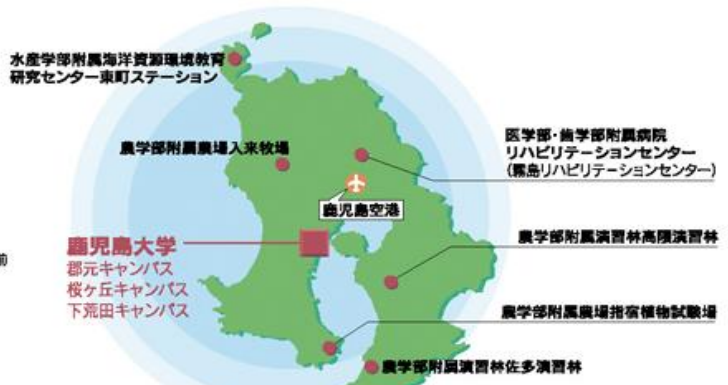 水産学部附属海洋資源環境教育
研究センター東町ステーション
農学部附属農場入来牧場
医学部・歯学部附属病院
リハビリテーションセンター
(霧島リハビリテーションセンター)
鹿児島空港
鹿児島大学
郡元キャンパス
桜ヶ丘キャンパス
下荒田キャンパス
前
農学部附属演習林高隈演習林
農学部附属農場指宿植物試験場
農学部附属演習林佐多演習林